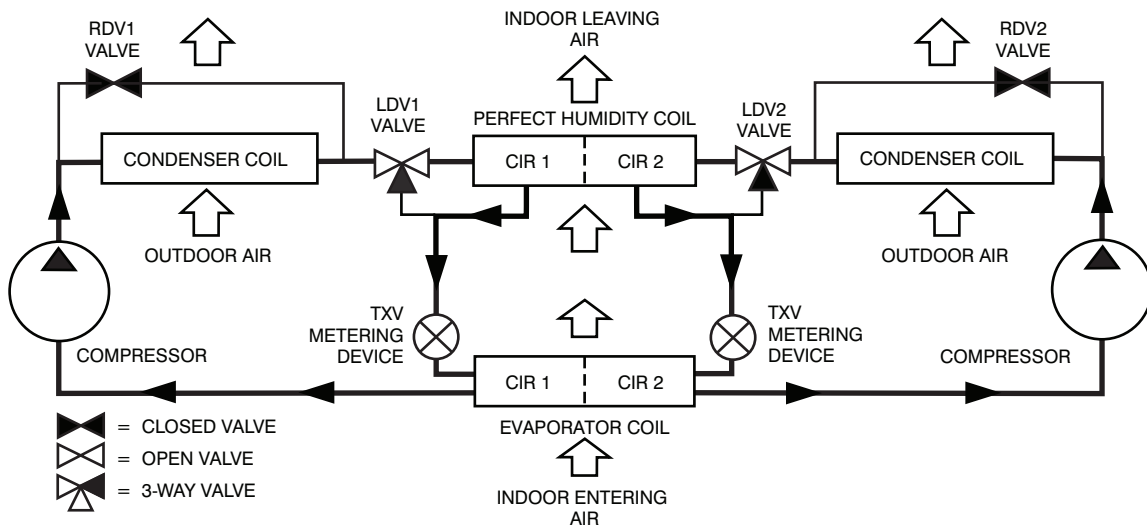 RDV1
VALVE
INDOOR LEAVING
AIR
RDV2
VALVE
LDV1
VALVE
PERFECT HUMIDITY COIL
LDV2
VALVE
CONDENSER COIL
CIR 1
CIR 2
CONDENSER COIL
OUTDOOR AIR
OUTDOOR AIR
TXV
METERING
DEVICE
TXV
METERING
DEVICE
COMPRESSOR
COMPRESSOR
CIR 1
CIR 2
EVAPORATOR COIL
= CLOSED VALVE
= OPEN VALVE
= 3-WAY VALVE
INDOOR ENTERING
AIR